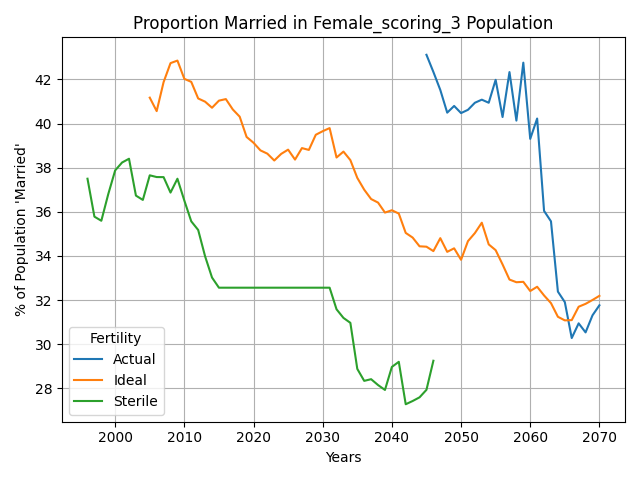 Proportion Married in Female_scoring_3 Population
% of Population 'Married'
42
40
38
36
34
32
30
28
Fertility
Actual
Ideal
Sterile
2000 2010 2020 2030 2040 2050 2060 2070
Years